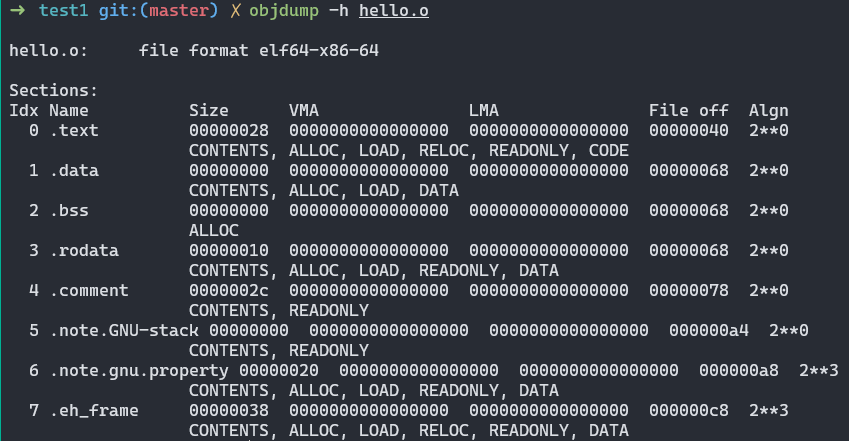 → test1 git:(master) ✗ objdump -h hello.o
hello.o:     file format elf64-x86-64
Sections:
Idx Name          Size      VMA               LMA               File off  Algn
  0 .text         00000028  0000000000000000  0000000000000000  00000040  2**0
                  CONTENTS, ALLOC, LOAD, RELOC, READONLY, CODE
  1 .data         00000000  0000000000000000  0000000000000000  00000068  2**0
                  CONTENTS, ALLOC, LOAD, DATA
  2 .bss          00000000  0000000000000000  0000000000000000  00000068  2**0
                  ALLOC
  3 .rodata       00000010  0000000000000000  0000000000000000  00000068  2**0
                  CONTENTS, ALLOC, LOAD, READONLY, DATA
  4 .comment      0000002c  0000000000000000  0000000000000000  00000078  2**0
                  CONTENTS, READONLY
  5 .note.GNU-stack 00000000  0000000000000000  0000000000000000  000000a4  2**0
                  CONTENTS, READONLY
  6 .note.gnu.property 00000020  0000000000000000  0000000000000000  000000a8  2**3
                  CONTENTS, ALLOC, LOAD, READONLY, DATA
  7 .eh_frame     00000038  0000000000000000  0000000000000000  000000c8  2**3
                  CONTENTS, ALLOC, LOAD, RELOC, READONLY, DATA